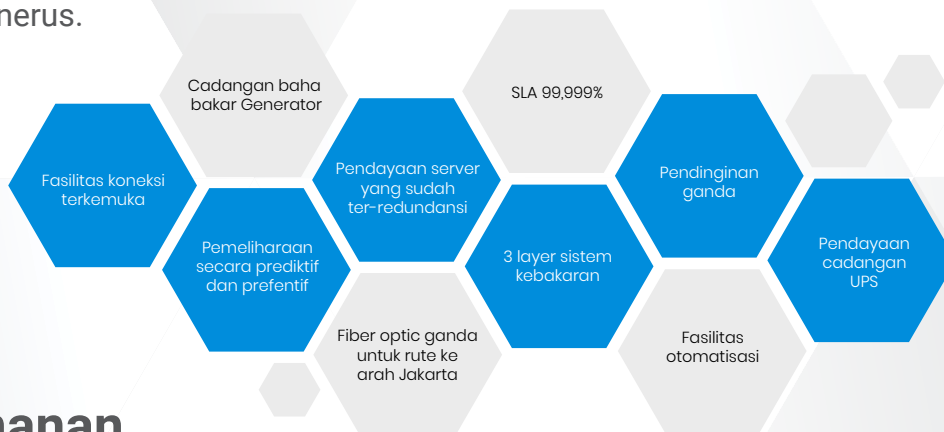 nerus.
Cadangan baha
bakar Generator
SLA 99,999%
Fasilitas koneksi
terkemuka
Pendayaan server
yang sudah
ter-redundansi
Pendinginan
ganda
Pemeliharaan
secara prediktif
dan prefentif
3 layer sistem
kebakaran
Pendayaan
cadangan
UPS
Fiber optic ganda
untuk rute ke
arah Jakarta
Fasilitas
otomatisasi